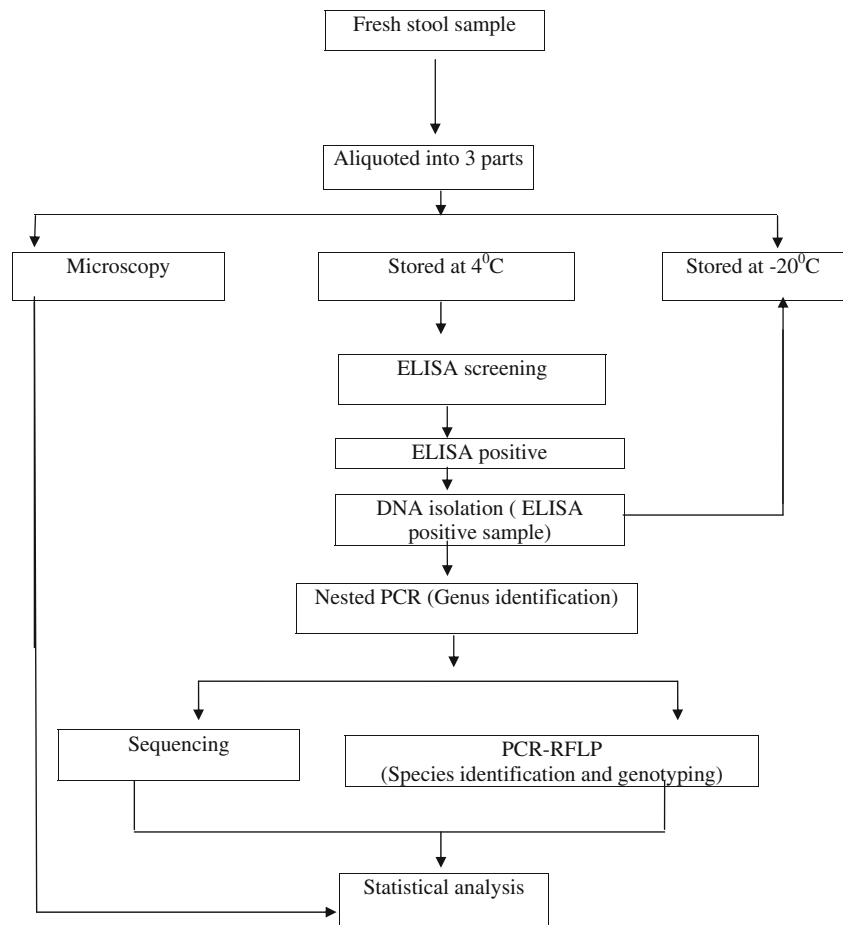 Fresh stool sample
Aliquoted into 3 parts
Microscopy
Stored at 4⁰C
Stored at -20⁰C
ELISA screening
ELISA positive
DNA isolation ( ELISA
positive sample)
Nested PCR (Genus identification)
Sequencing
PCR-RFLP
(Species identification and genotyping)
Statistical analysis